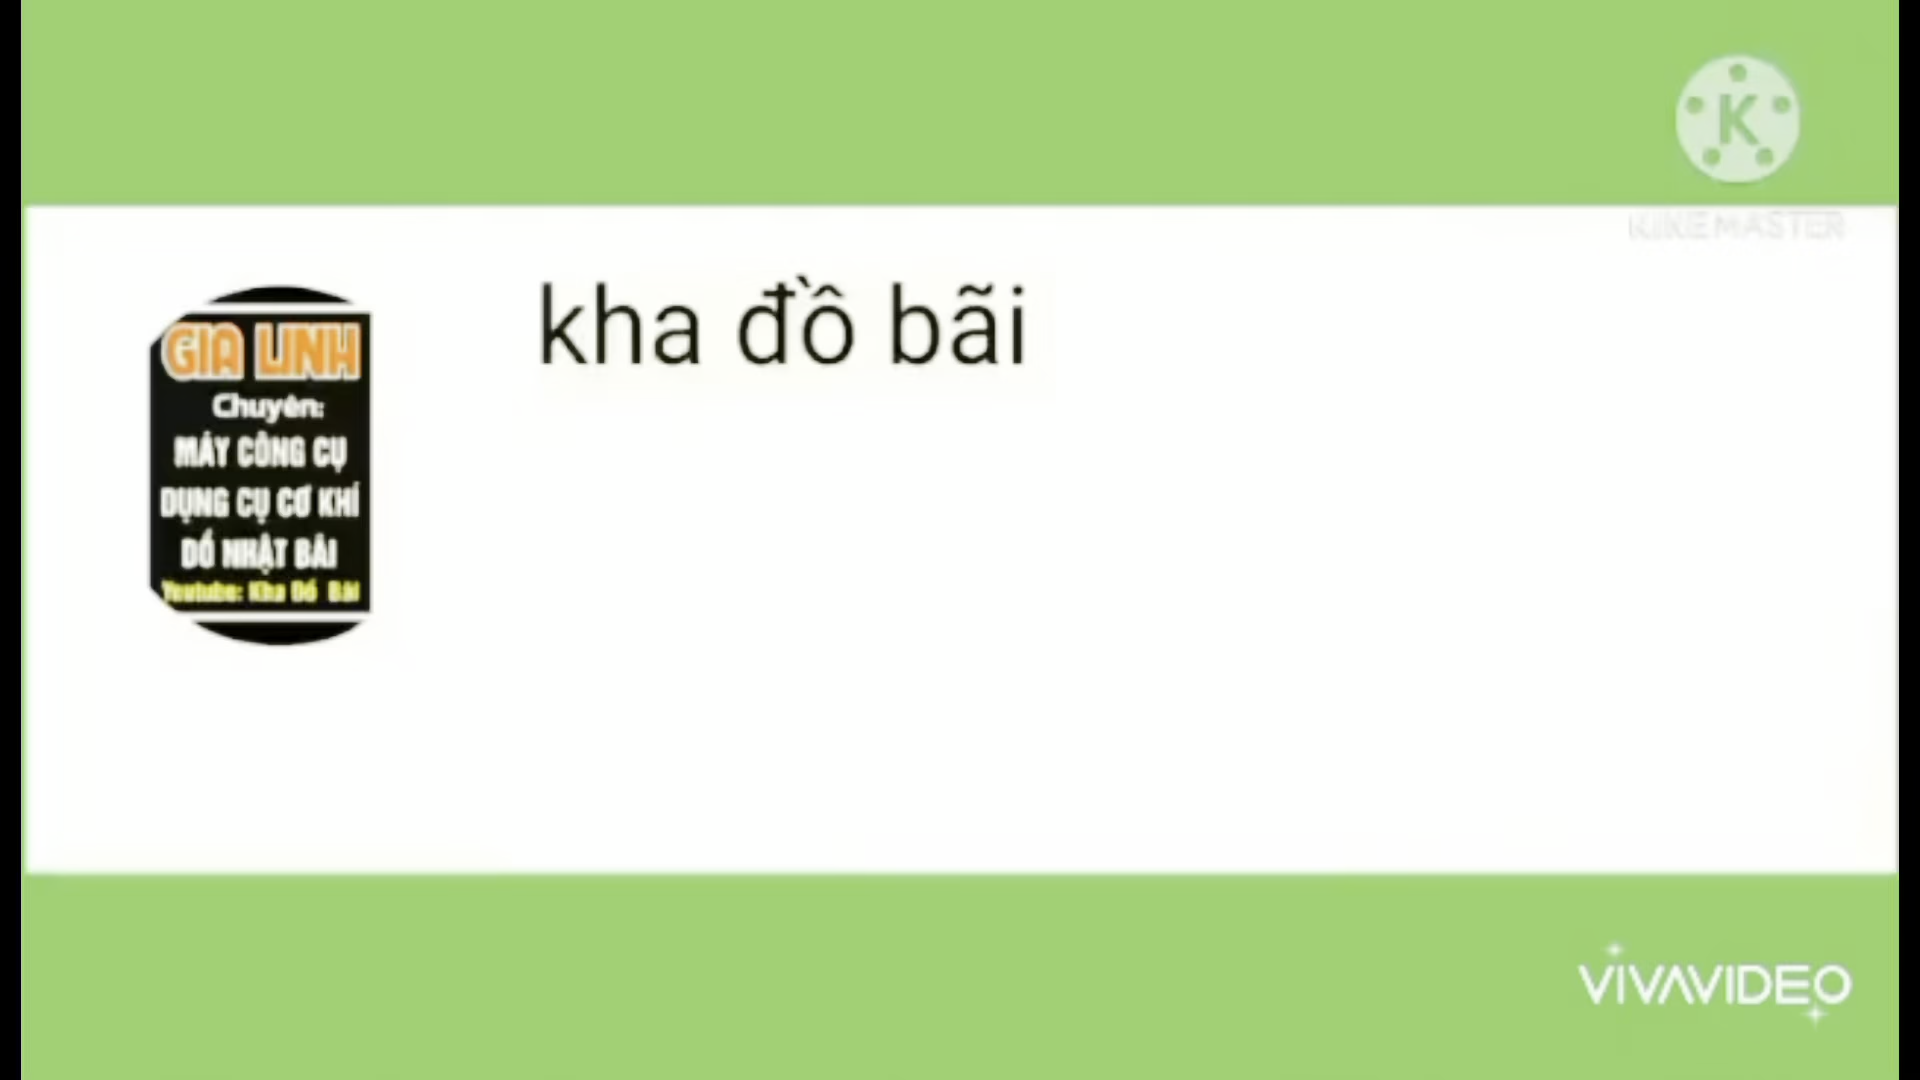 K
KINEMASTER
kha đồ bãi
GIA LINH
Chuyên:
MÁY CÔNG CỤ
DỤNG CỤ CƠ KHÍ
ĐỒ NHẬT BÃI
Youtube: Kha Đồ Bãi
VIVAVIDEO